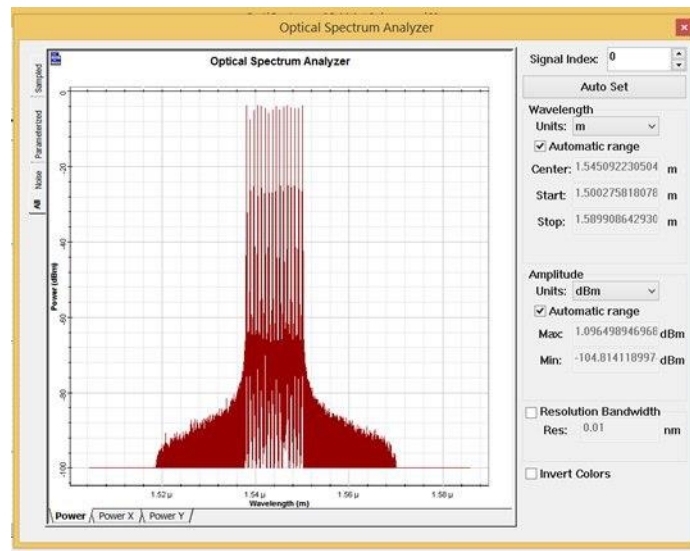 Optical Spectrum Analyzer
Optical Spectrum Analyzer
Sampled
Parameterized
Noise
All
Power (dBm)
0
-20
-40
-60
-80
-100
1.52 µ
1.54 µ
1.56 µ
1.58 µ
Wavelength (m)
Power
Power X
Power Y
Signal Index: 0
Auto Set
Wavelength
Units: m
Automatic range
Center: 1.545092230504 m
Start: 1.500275818078 m
Stop: 1.589908642930 m
Amplitude
Units: dBm
Automatic range
Max: 1.096498946968 dBm
Min: -104.814118997 dBm
Resolution Bandwidth
Res: 0.01 nm
Invert Colors